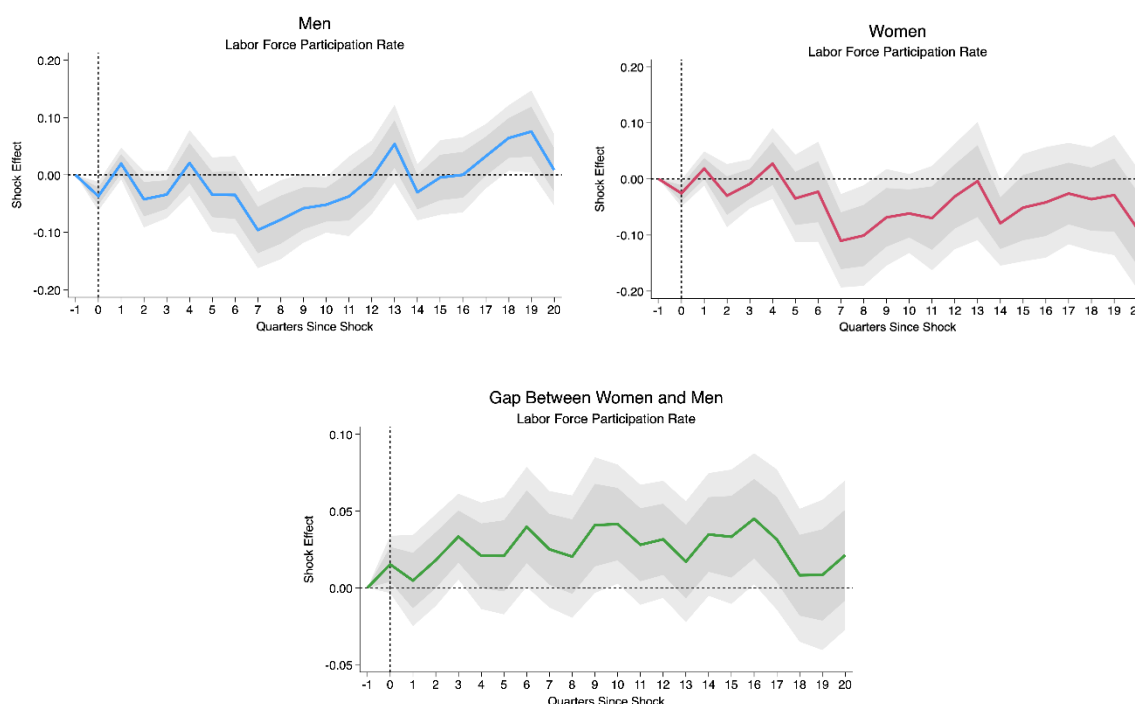 Men
Labor Force Participation Rate
0.20
0.10
0.00
-0.10
-0.20
Shock Effect
-1 0 1 2 3 4 5 6 7 8 9 10 11 12 13 14 15 16 17 18 19 20
Quarters Since Shock
Women
Labor Force Participation Rate
0.20
0.10
0.00
-0.10
-0.20
Shock Effect
-1 0 1 2 3 4 5 6 7 8 9 10 11 12 13 14 15 16 17 18 19
Quarters Since Shock
Gap Between Women and Men
Labor Force Participation Rate
0.10
0.05
0.00
-0.05
Shock Effect
-1 0 1 2 3 4 5 6 7 8 9 10 11 12 13 14 15 16 17 18 19 20
Quarters Since Shock